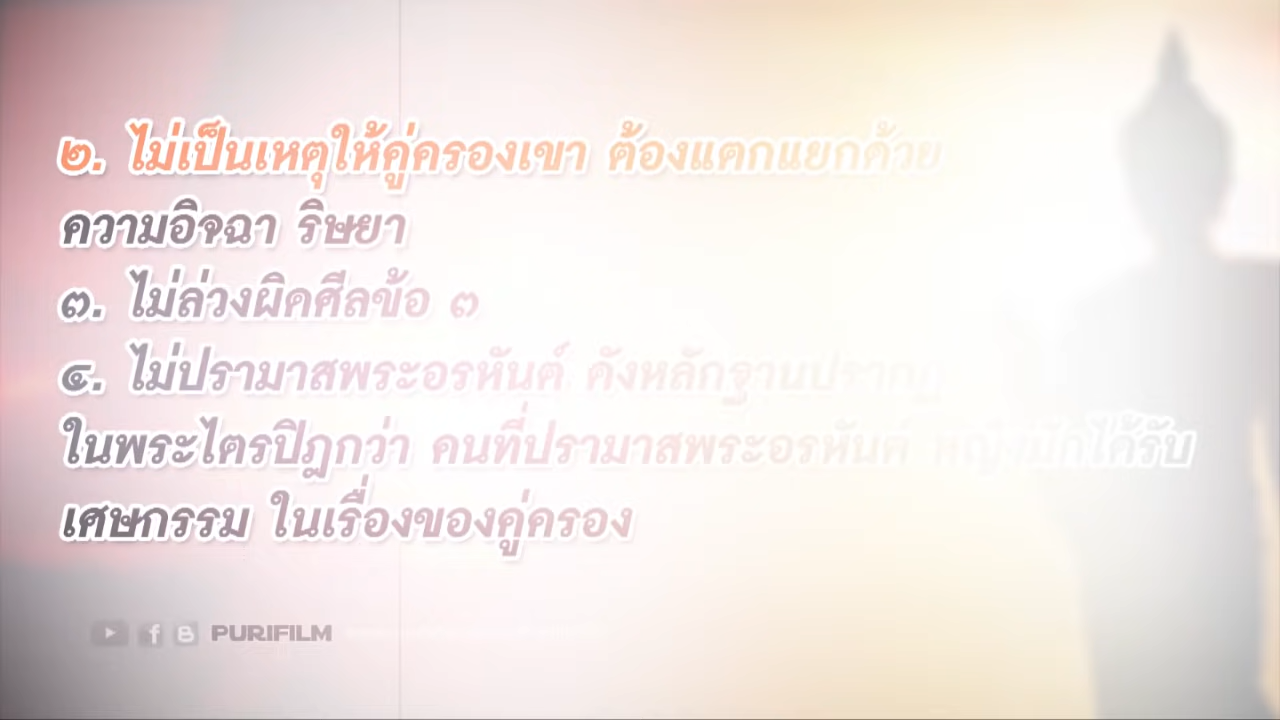 ๒. ไม่เป็นเหตุให้คู่ครองเขา ต้องแตกแยกด้วย
ความอิจฉา ริษยา
๓. ไม่ล่วงผิดศีลข้อ ๓
๔. ไม่ปรามาสพระอรหันต์ ดังหลักฐานปรากฎ
ในพระไตรปิฎกว่า คนที่ปรามาสพระอรหันต์ ได้รับ
เศษกรรม ในเรื่องของคู่ครอง
PURIFILM